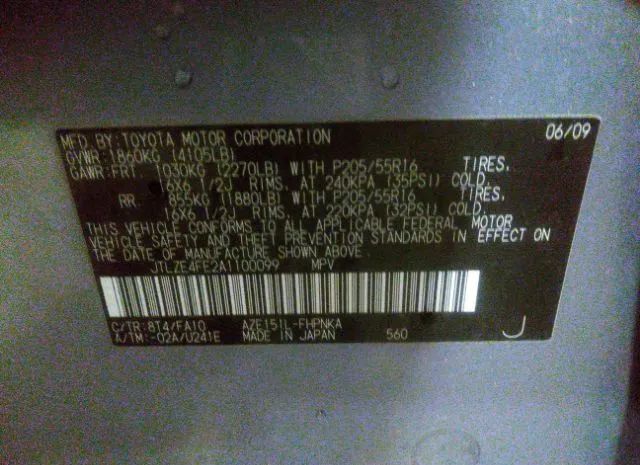 MFD. BY: TOYOTA MOTOR CORPORATION 06/09
GVWR: 1860KG (4105LB)
GAWR: FRT. 1030KG (2270LB) WITH P205/55R16 TIRES,
16X6 1/2J RIMS, AT 240KPA (35PSI) COLD.
RR. 855KG (1880LB) WITH P205/55R16 TIRES,
16X6 1/2J RIMS, AT 220KPA (32PSI) COLD.
THIS VEHICLE CONFORMS TO ALL APPLICABLE FEDERAL MOTOR
VEHICLE SAFETY AND THEFT PREVENTION STANDARDS IN EFFECT ON
THE DATE OF MANUFACTURE SHOWN ABOVE.
JTLZE4FE2A1100099 MPV
C/TR: 8T4/FA10 AZE151L-FHPNKA
A/TM: -02A/U241E MADE IN JAPAN 560 J